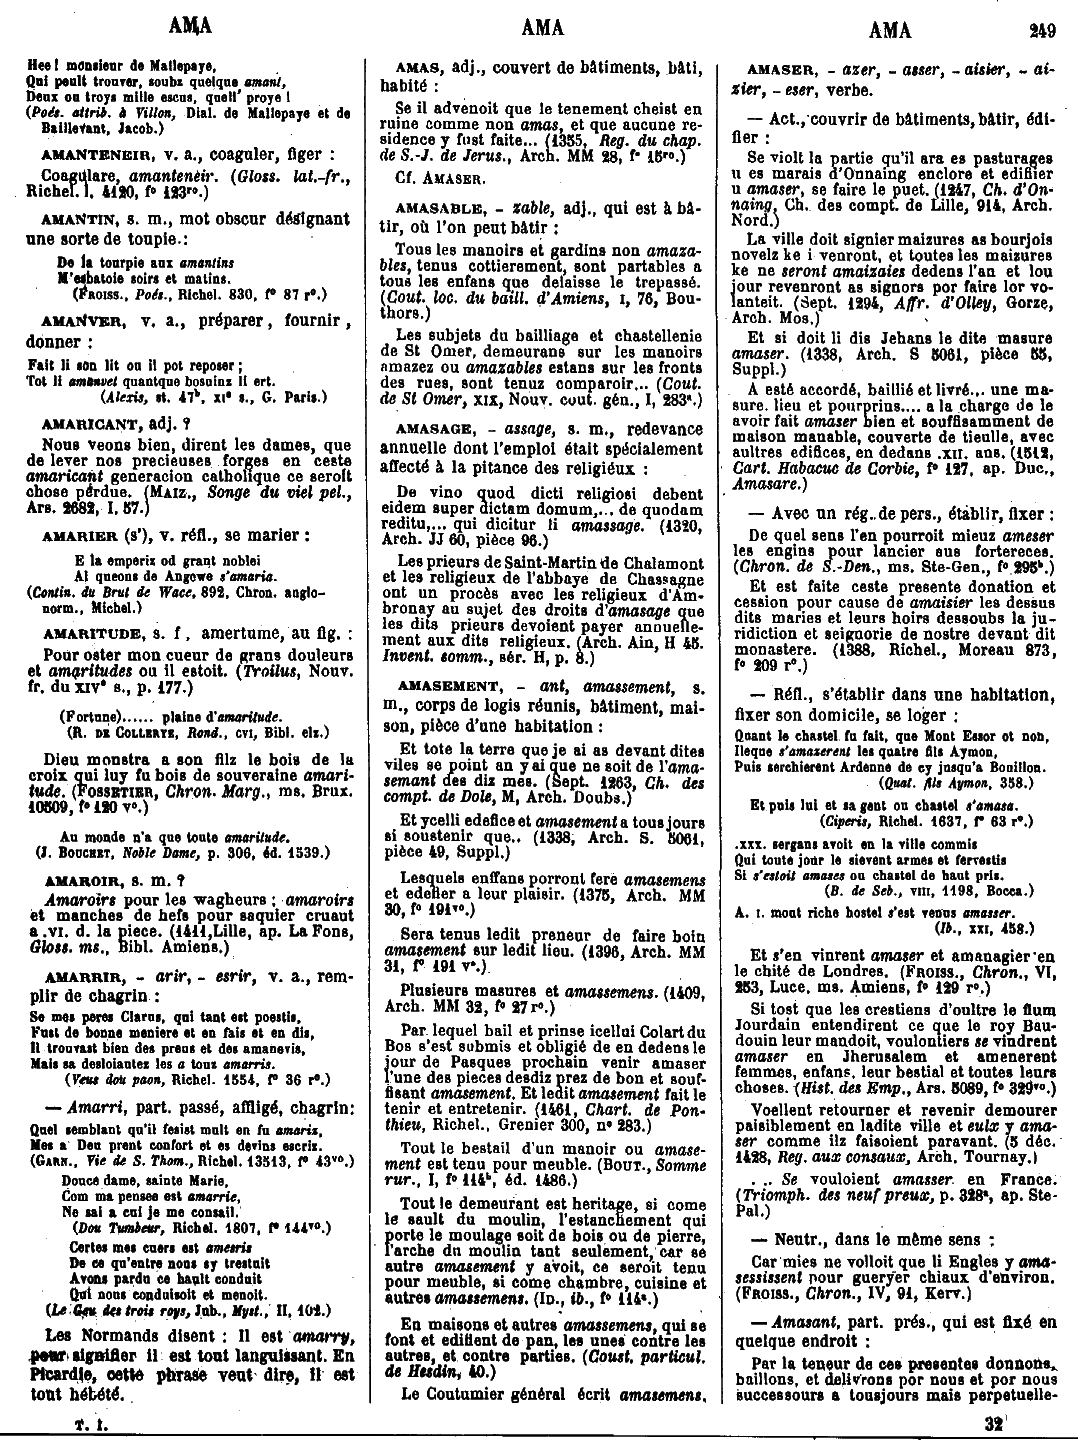 AMA
AMA
AMA
249
Hee! monsieur de Mallepaye,
Qui peult trouver, soubz quelque amant,
Deux ou troys mille escus, quell' proye!
(Poés. attrib. à Villon, Dial. de Mallepaye et de
Baillevant, Jacob.)
AMANTENEIR, v. a., coaguler, figer :
Coagulare, amanteneir. (Gloss. lat.-fr.,
Richel. l. 4120, f° 123ro.)
AMANTIN, s. m., mot obscur désignant
une sorte de toupie.:
De la tourpie aux amantins
M'esbatoie soirs et matins.
(FROISS., Poés., Richel. 830, f° 87 r°.)
AMANVER, v. a., préparer, fournir,
donner :
Fait li son lit ou il pot reposer;
Tot li amanvet quantque bosuinz li ert.
(Alexis, st. 47b, XIe s., G. Paris.)
AMARICANT, adj. ?
Nous veons bien, dirent les dames, que
de lever nos precieuses forges en ceste
amaricant generacion catholique ce seroit
chose perdue. (MAIZ., Songe du viel pel.,
Ars. 2682, I, 57.)
AMARIER (s'), v. réfl., se marier :
E la emperiz od grant noblei
Al queons de Angowe s'amaria.
(Contin. du Brut de Wace, 892, Chron. anglo-
norm., Michel.)
AMARITUDE, s. f , amertume, au fig. :
Pour oster mon cueur de grans douleurs
et amaritudes ou il estoit. (Troilus, Nouv.
fr. du XIVe s., p. 177.)
(Fortune)...... plaine d'amaritude.
(R. DE COLLERYE, Rond., CVI, Bibl. elz.)
Dieu monstra a son filz le bois de la
croix qui luy fu bois de souveraine amari-
tude. (FOSSETIER, Chron. Marg., ms. Brux.
10509, f° 120 v°.)
Au monde n'a que toute amaritude.
(J. BOUCHET, Noble Dame, p. 306, éd. 1539.)
AMAROIR, s. m. ?
Amaroirs pour les wagheurs ; amaroirs
et manches de hefs pour saquier cruaut
a .VI. d. la piece. (1411, Lille, ap. La Fons,
Gloss. ms., Bibl. Amiens.)
AMARRIR, - arir, - esrir, v. a., rem-
plir de chagrin :
Se mes peres Clarus, qui tant est poestis,
Fust de bonne meniere et en fais et en dis,
Il trouvast bien des preus et des amanevis,
Mais sa desloiautez les a touz amarris.
(Veus dou paon, Richel. 1554, f° 36 r°.)
— Amarri, part. passé, affligé, chagrin:
Quel semblant qu'il fesist mult en fu amariz,
Mes a Deu prent confort et es devins escriz.
(GARN., Vie de S. Thom., Richel. 13513, f° 43vo.)
Douce dame, sainte Marie,
Com ma pensee est amarrie,
Ne sai a cui je me consail.
(Dou Tumbeur, Richel. 1807, f° 144vo.)
Certes mes cuers est amesris
De ce qu'entre nous sy trestuit
Avons pardu ce hault conduit
Qui nous conduisoit et menoit.
(Le Geu des trois roys, Jub., Myst., II, 102.)
Les Normands disent : Il est amarry,
pour signifier il est tout languissant. En
Picardie, cette phrase veut dire, il est
tout hébété.
T. I.
AMAS, adj., couvert de bâtiments, bâti,
habité :
Se il advenoit que le tenement cheist en
ruine comme non amas, et que aucune re-
sidence y fust faite... (1355, Reg. du chap.
de S.-J. de Jerus., Arch. MM 28, f° 15ro.)
Cf. AMASER.
AMASABLE, - zable, adj., qui est à bâ-
tir, où l'on peut bâtir :
Tous les manoirs et gardins non amaza-
bles, tenus cottierement, sont partables a
tous les enfans que delaisse le trepassé.
(Cout. loc. du baill. d'Amiens, I, 76, Bou-
thors.)
Les subjets du bailliage et chastellenie
de St Omer, demeurans sur les manoirs
amazez ou amazables estans sur les fronts
des rues, sont tenuz comparoir... (Cout.
de St Omer, XIX, Nouv. cout. gén., I, 283a.)
AMASAGE, - assage, s. m., redevance
annuelle dont l'emploi était spécialement
affecté à la pitance des religiéux :
De vino quod dicti religiosi debent
eidem super dictam domum,... de quodam
reditu,... qui dicitur li amassage. (1320,
Arch. JJ 60, pièce 96.)
Les prieurs de Saint-Martin de Chalamont
et les religieux de l'abbaye de Chassagne
ont un procès avec les religieux d'Am-
bronay au sujet des droits d'amasage que
les dits prieurs devoient payer annuelle-
ment aux dits religieux. (Arch. Ain, H 45.
Invent. somm., sér. H, p. 8.)
AMASEMENT, - ant, amassement, s.
m., corps de logis réunis, bâtiment, mai-
son, pièce d'une habitation :
Et tote la terre que je ai as devant dites
viles se point an y ai que ne soit de l'ama-
semant des diz mes. (Sept. 1263, Ch. des
compt. de Dole, M, Arch. Doubs.)
Et ycelli edefice et amasement a tous jours
si soustenir que.. (1338, Arch. S. 5061,
pièce 49, Suppl.)
Lesquels enffans porront fere amasemens
et edefier a leur plaisir. (1375, Arch. MM
30, f° 191vo.)
Sera tenus ledit preneur de faire boin
amasement sur ledit lieu. (1396, Arch. MM
31, f° 191 v°.)
Plusieurs masures et amassemens. (1409,
Arch. MM 32, f° 27 r°.)
Par lequel bail et prinse icellui Colart du
Bos s'est submis et obligié de en dedens le
jour de Pasques prochain venir amaser
l'une des pieces desdiz prez de bon et souf-
fisant amasement. Et ledit amasement fait le
tenir et entretenir. (1461, Chart. de Pon-
thieu, Richel., Grenier 300, n° 283.)
Tout le bestail d'un manoir ou amase-
ment est tenu pour meuble. (BOUT., Somme
rur., I, f° 114b, éd. 1486.)
Tout le demeurant est heritage, si come
le sault du moulin, l'estanchement qui
porte le moulage soit de bois ou de pierre,
l'arche du moulin tant seulement, car se
autre amasement y avoit, ce seroit tenu
pour meuble, si come chambre, cuisine et
autres amassemens. (ID., ib., f° 114a.)
En maisons et autres amassemens, qui se
font et edifient de pan, les unes contre les
autres, et contre parties. (Coust. particul.
de Hesdin, 40.)
Le Coutumier général écrit amasemens.
AMASER, - azer, - asser, - aisier, - ai-
zier, - eser, verbe.
— Act., couvrir de bâtiments, bâtir, édi-
fier :
Se violt la partie qu'il ara es pasturages
u es marais d'Onnaing enclore et edifiier
u amaser, se faire le puet. (1247, Ch. d'On-
naing, Ch. des compt. de Lille, 914, Arch.
Nord.)
La ville doit signier maizures as bourjois
novelz ke i venront, et toutes les maizures
ke ne seront amaizaies dedens l'an et lou
jour revenront as signors por faire lor vo-
lanteit. (Sept. 1294, Affr. d'Olley, Gorze,
Arch. Mos.)
Et si doit li dis Jehans le dite masure
amaser. (1338, Arch. S 5061, pièce 55,
Suppl.)
A esté accordé, baillié et livré... une ma-
sure. lieu et pourprins.... a la charge de le
avoir fait amaser bien et souffisamment de
maison manable, couverte de tieulle, avec
aultres edifices, en dedans .XII. ans. (1512,
Cart. Habacuc de Corbie, f° 127, ap. Duc.,
Amasare.)
— Avec un rég. de pers., établir, fixer :
De quel sens l'en pourroit mieuz ameser
les engins pour lancier sus fortereces.
(Chron. de S.-Den., ms. Ste-Gen., f° 295b.)
Et est faite ceste presente donation et
cession pour cause de amaisier les dessus
dits maries et leurs hoirs dessoubs la ju-
ridiction et seignorie de nostre devant dit
monastere. (1388, Richel., Moreau 873,
f° 209 r°.)
— Réfl., s'établir dans une habitation,
fixer son domicile, se loger :
Quant le chastel fu fait, que Mont Essor ot non,
Ileque s'amazerent les quatre fils Aymon,
Puis serchierent Ardenne de cy jusqu'a Bouillon.
(Quat. fils Aymon, 358.)
Et puis lui et sa gent ou chastel s'amasa.
(Ciperis, Richel. 1637, f° 63 r°.)
.XXX. sergans avoit en la ville commis
Qui toute jour le sievent armes et fervestis
Si s'estoit amases ou chastel de haut pris.
(B. de Seb., VIII, 1198, Bocca.)
A. I. mout riche hostel s'est venus amasser.
(Ib., XXI, 458.)
Et s'en vinrent amaser et amanagier en
le chité de Londres. (FROISS., Chron., VI,
253, Luce, ms. Amiens, f° 129 r°.)
Si tost que les crestiens d'oultre le flum
Jourdain entendirent ce que le roy Bau-
douin leur mandoit, voulontiers se vindrent
amaser en Jherusalem et amenerent
femmes, enfans, leur bestial et toutes leurs
choses. (Hist. des Emp., Ars. 5089, f° 329vo.)
Voellent retourner et revenir demourer
paisiblement en ladite ville et eulx y ama-
ser comme ilz faisoient paravant. (5 déc.
1428, Reg. aux consaux, Arch. Tournay.)
... Se vouloient amasser en France.
(Triomph. des neuf preux, p. 328a, ap. Ste-
Pal.)
— Neutr., dans le même sens :
Car mies ne volloit que li Engles y ama-
sessissent pour gueryer chiaux d'environ.
(FROISS., Chron., IV, 91, Kerv.)
— Amasant, part. prés., qui est fixé en
quelque endroit :
Par la teneur de ces presentes donnons,
baillons, et delivrons por nous et por nous
successours a tousjours mais perpetuelle-
32